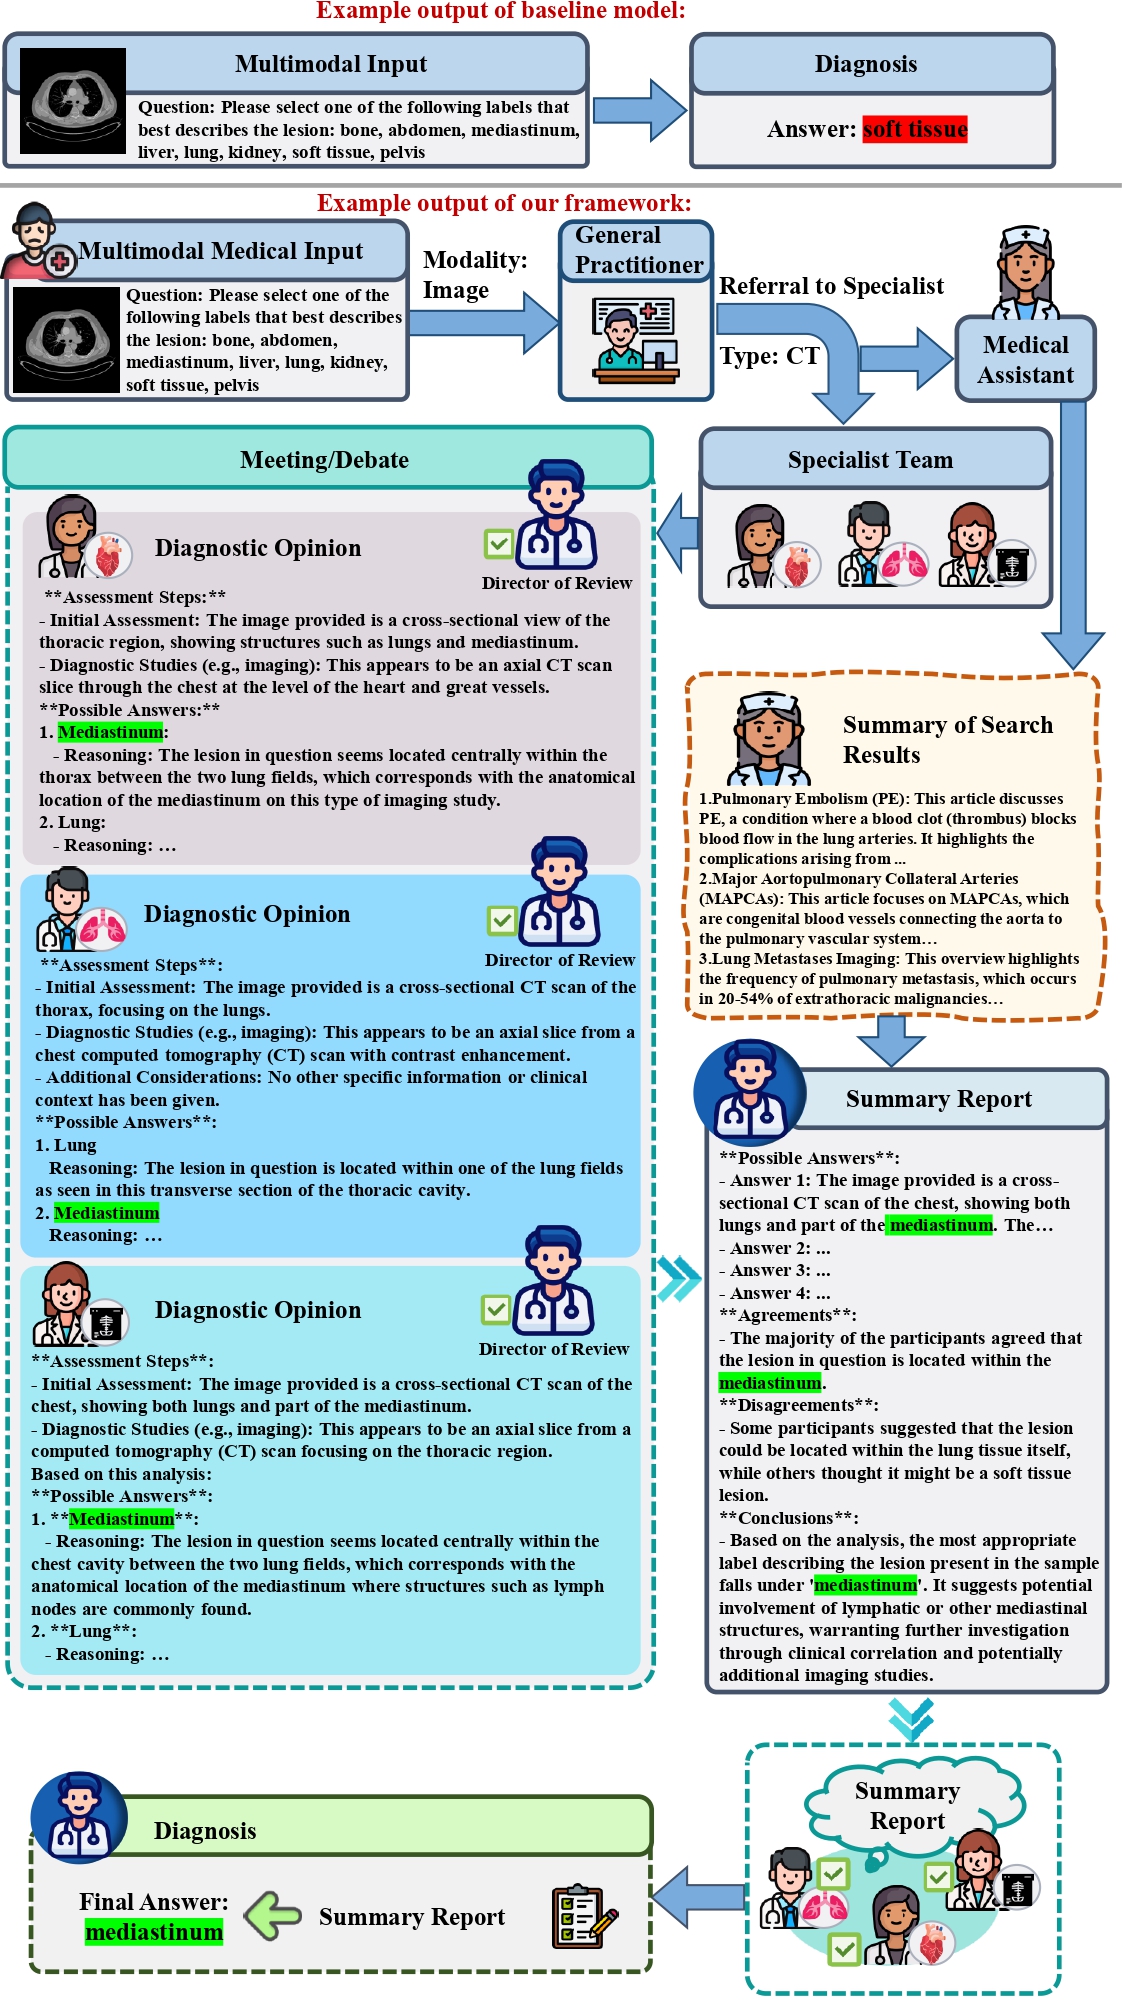 Example output of baseline model:
Multimodal Input
Question: Please select one of the following labels that
best describes the lesion: bone, abdomen, mediastinum,
liver, lung, kidney, soft tissue, pelvis
Diagnosis
Answer: soft tissue
Example output of our framework:
Multimodal Medical Input
Question: Please select one of the
following labels that best describes
the lesion: bone, abdomen,
mediastinum, liver, lung, kidney,
soft tissue, pelvis
Modality:
Image
General
Practitioner
Referral to Specialist
Type: CT
Medical
Assistant
Specialist Team
Meeting/Debate
Diagnostic Opinion
Director of Review
**Assessment Steps:**
- Initial Assessment: The image provided is a cross-sectional view of the
thoracic region, showing structures such as lungs and mediastinum.
- Diagnostic Studies (e.g., imaging): This appears to be an axial CT scan
slice through the chest at the level of the heart and great vessels.
**Possible Answers:**
1. Mediastinum:
- Reasoning: The lesion in question seems located centrally within the
thorax between the two lung fields, which corresponds with the anatomical
location of the mediastinum on this type of imaging study.
2. Lung:
- Reasoning: …
Diagnostic Opinion
Director of Review
**Assessment Steps**:
- Initial Assessment: The image provided is a cross-sectional CT scan of the
thorax, focusing on the lungs.
- Diagnostic Studies (e.g., imaging): This appears to be an axial slice from a
chest computed tomography (CT) scan with contrast enhancement.
- Additional Considerations: No other specific information or clinical
context has been given.
**Possible Answers**:
1. Lung
Reasoning: The lesion in question is located within one of the lung fields
as seen in this transverse section of the thoracic cavity.
2. Mediastinum
Reasoning: …
Diagnostic Opinion
Director of Review
**Assessment Steps**:
- Initial Assessment: The image provided is a cross-sectional CT scan of the
chest, showing both lungs and part of the mediastinum.
- Diagnostic Studies (e.g., imaging): This appears to be an axial slice from a
computed tomography (CT) scan focusing on the thoracic region.
Based on this analysis:
**Possible Answers**:
1. **Mediastinum**:
- Reasoning: The lesion in question seems located centrally within the
chest cavity between the two lung fields, which corresponds with the
anatomical location of the mediastinum where structures such as lymph
nodes are commonly found.
2. **Lung**:
- Reasoning: …
Summary of Search
Results
1.Pulmonary Embolism (PE): This article discusses
PE, a condition where a blood clot (thrombus) blocks
blood flow in the lung arteries. It highlights the
complications arising from ...
2.Major Aortopulmonary Collateral Arteries
(MAPCAs): This article focuses on MAPCAs, which
are congenital blood vessels connecting the aorta to
the pulmonary vascular system…
3.Lung Metastases Imaging: This overview highlights
the frequency of pulmonary metastasis, which occurs
in 20-54% of extrathoracic malignancies…
Summary Report
**Possible Answers**:
- Answer 1: The image provided is a cross-
sectional CT scan of the chest, showing both
lungs and part of the mediastinum. The…
- Answer 2: ...
- Answer 3: ...
- Answer 4: ...
**Agreements**:
- The majority of the participants agreed that
the lesion in question is located within the
mediastinum.
**Disagreements**:
- Some participants suggested that the lesion
could be located within the lung tissue itself,
while others thought it might be a soft tissue
lesion.
**Conclusions**:
- Based on the analysis, the most appropriate
label describing the lesion present in the sample
falls under 'mediastinum'. It suggests potential
involvement of lymphatic or other mediastinal
structures, warranting further investigation
through clinical correlation and potentially
additional imaging studies.
Summary
Report
Diagnosis
Final Answer:
mediastinum
Summary Report